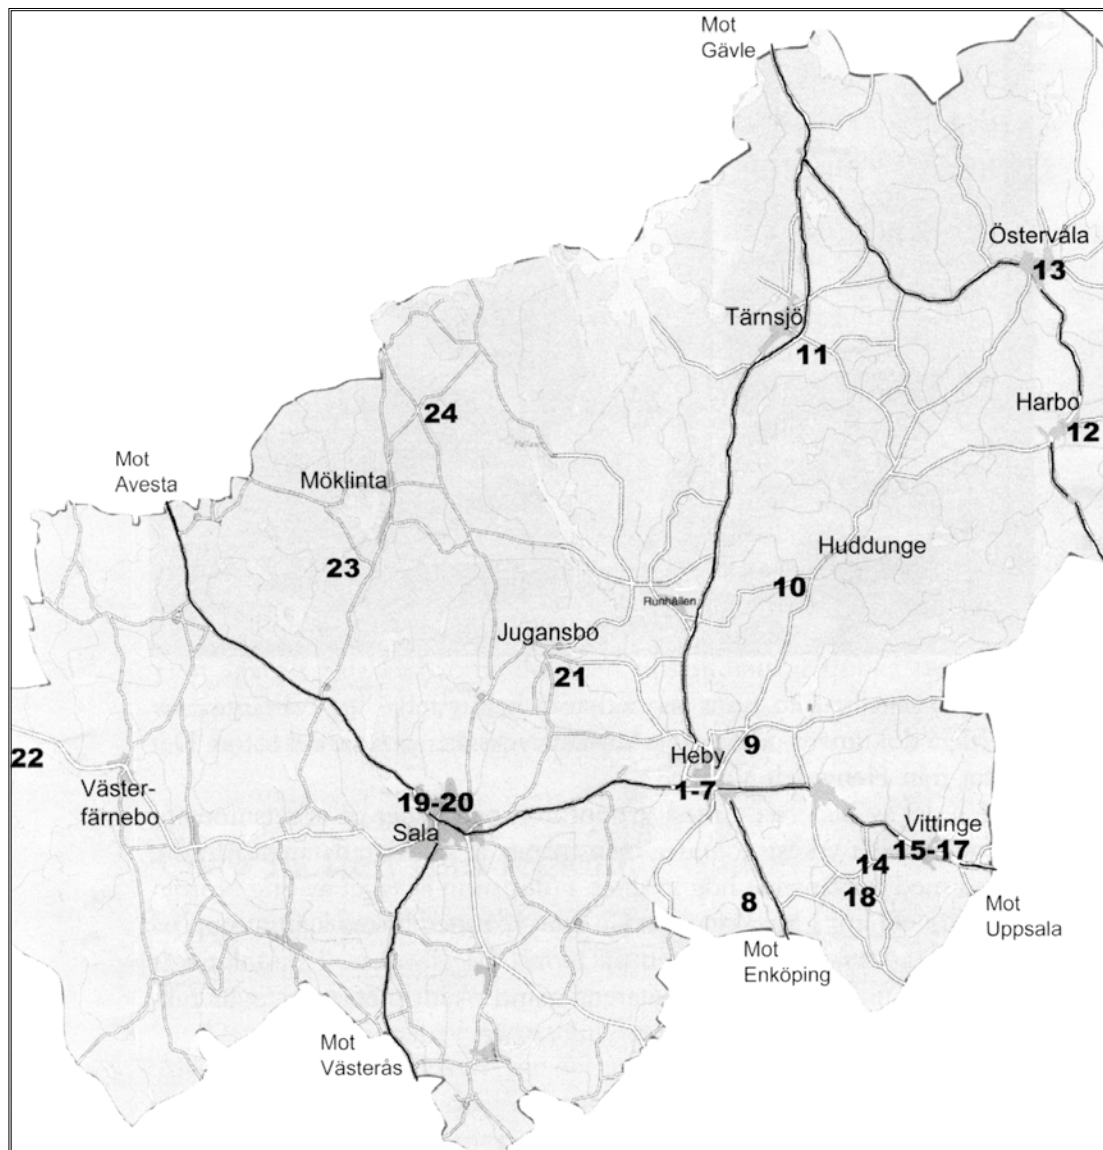 Mot
Gävle
Östervåla
13
Tärnsjö
11
24
Harbo
12
Mot
Avesta
Möklinta
23
Huddunge
10
Runhällen
Jugansbo
21
22
Väster-
färnebo
9
Heby
1-7
19-20
Sala
Vittinge
15-17
14
18
8
Mot
Uppsala
Mot
Enköping
Mot
Västerås